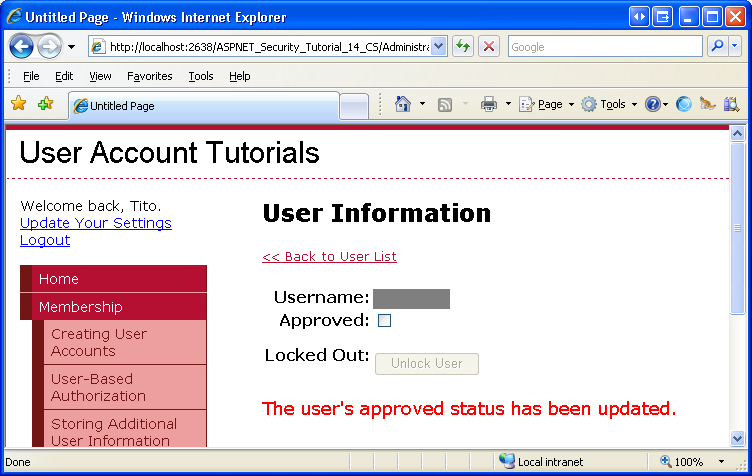 Untitled Page - Windows Internet Explorer
http://localhost:2638/ASPNET_Security_Tutorial_14_CS/Administra
Google
File Edit View Favorites Tools Help
Untitled Page
Page Tools
User Account Tutorials
Welcome back, Tito.
Update Your Settings
Logout
Home
Membership
Creating User
Accounts
User-Based
Authorization
Storing Additional
User Information
User Information
<< Back to User List
Username:
Approved:
Locked Out: Unlock User
The user's approved status has been updated.
Done Local intranet 100%